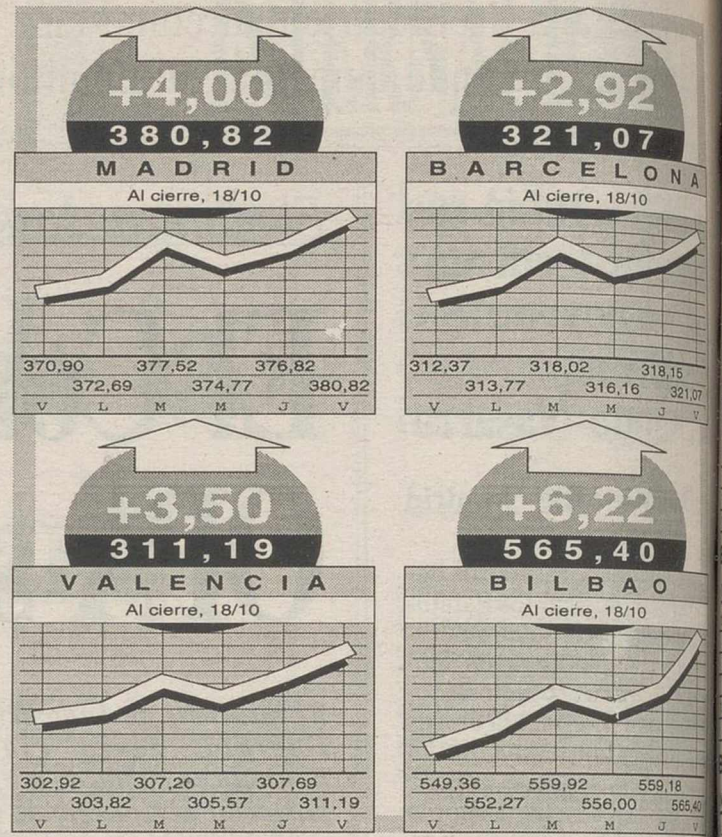 +4,00
380,82
MADRID
Al cierre, 18/10
370,90 377,52 376,82
372,69 374,77 380,82
V L M M J V
+2,92
321,07
BARCELONA
Al cierre, 18/10
312,37 318,02 318,15
313,77 316,16 321,07
V L M M J V
+3,50
311,19
VALENCIA
Al cierre, 18/10
302,92 307,20 307,69
303,82 305,57 311,19
V L M M J V
+6,22
565,40
BILBAO
Al cierre, 18/10
549,36 559,92 559,18
552,27 556,00 565,40
V L M M J V